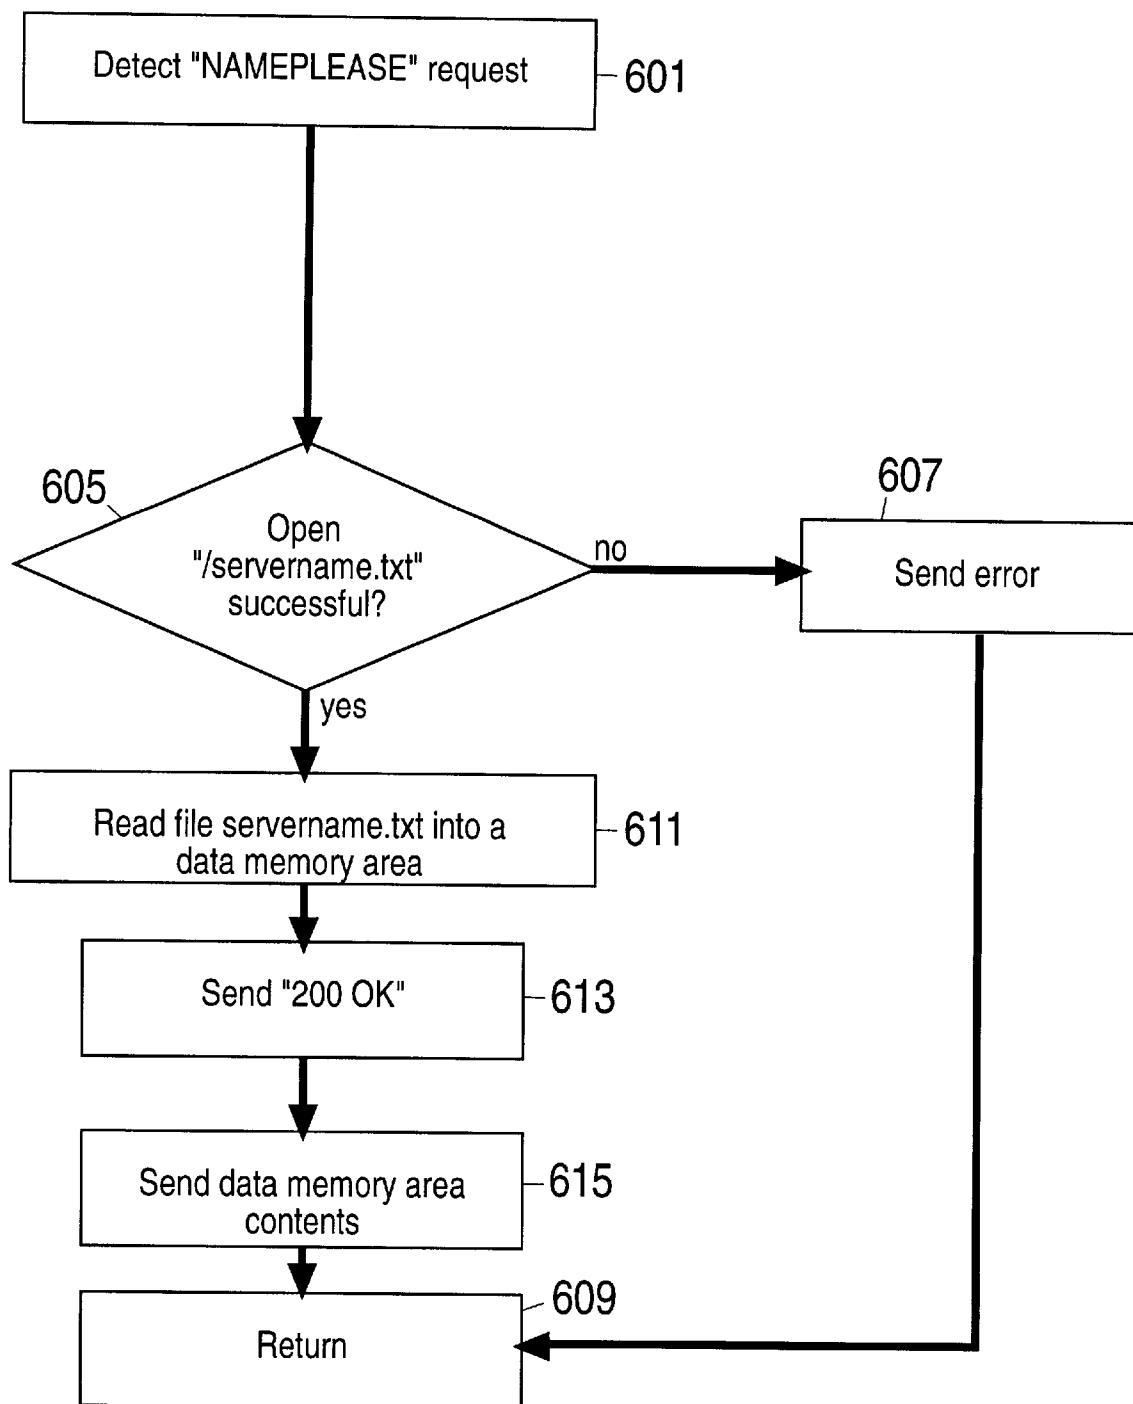 Detect "NAMEPLEASE" request
601
605
Open
"/servername.txt"
successful?
no
607
Send error
yes
Read file servername.txt into a
data memory area
611
Send "200 OK"
613
Send data memory area
contents
615
609
Return